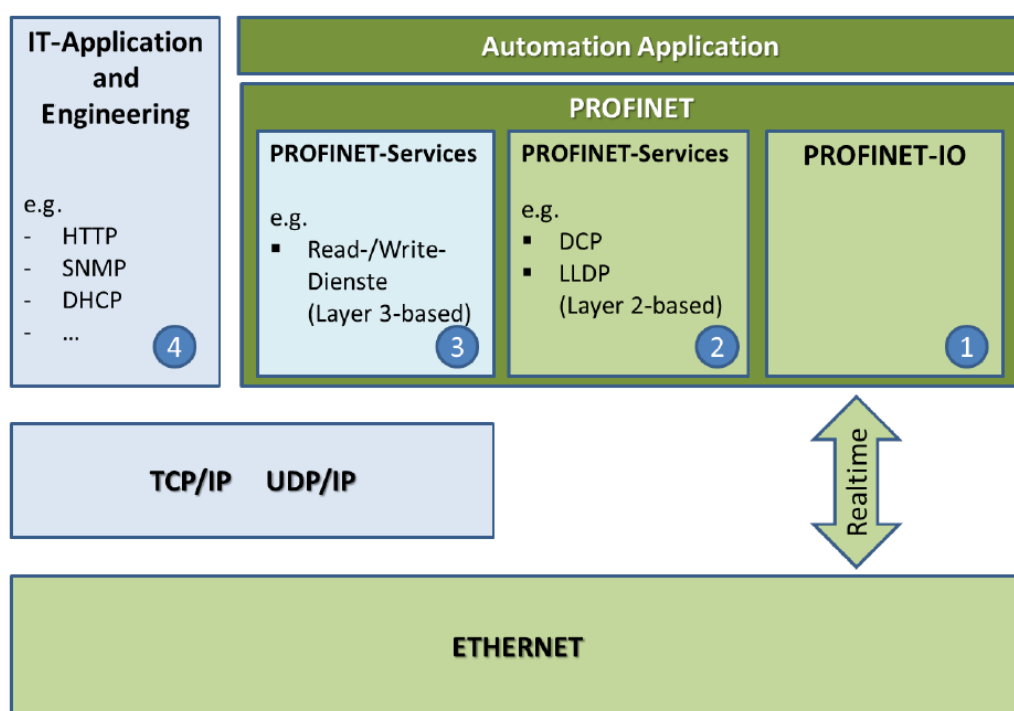 IT-Application
and
Engineering
e.g.
- HTTP
- SNMP
- DHCP
- ...
4
Automation Application
PROFINET
PROFINET-Services
e.g.
▪ Read-/Write-
Dienste
(Layer 3-based)
3
PROFINET-Services
e.g.
▪ DCP
▪ LLDP
(Layer 2-based)
2
PROFINET-IO
1
TCP/IP UDP/IP
Realtime
ETHERNET